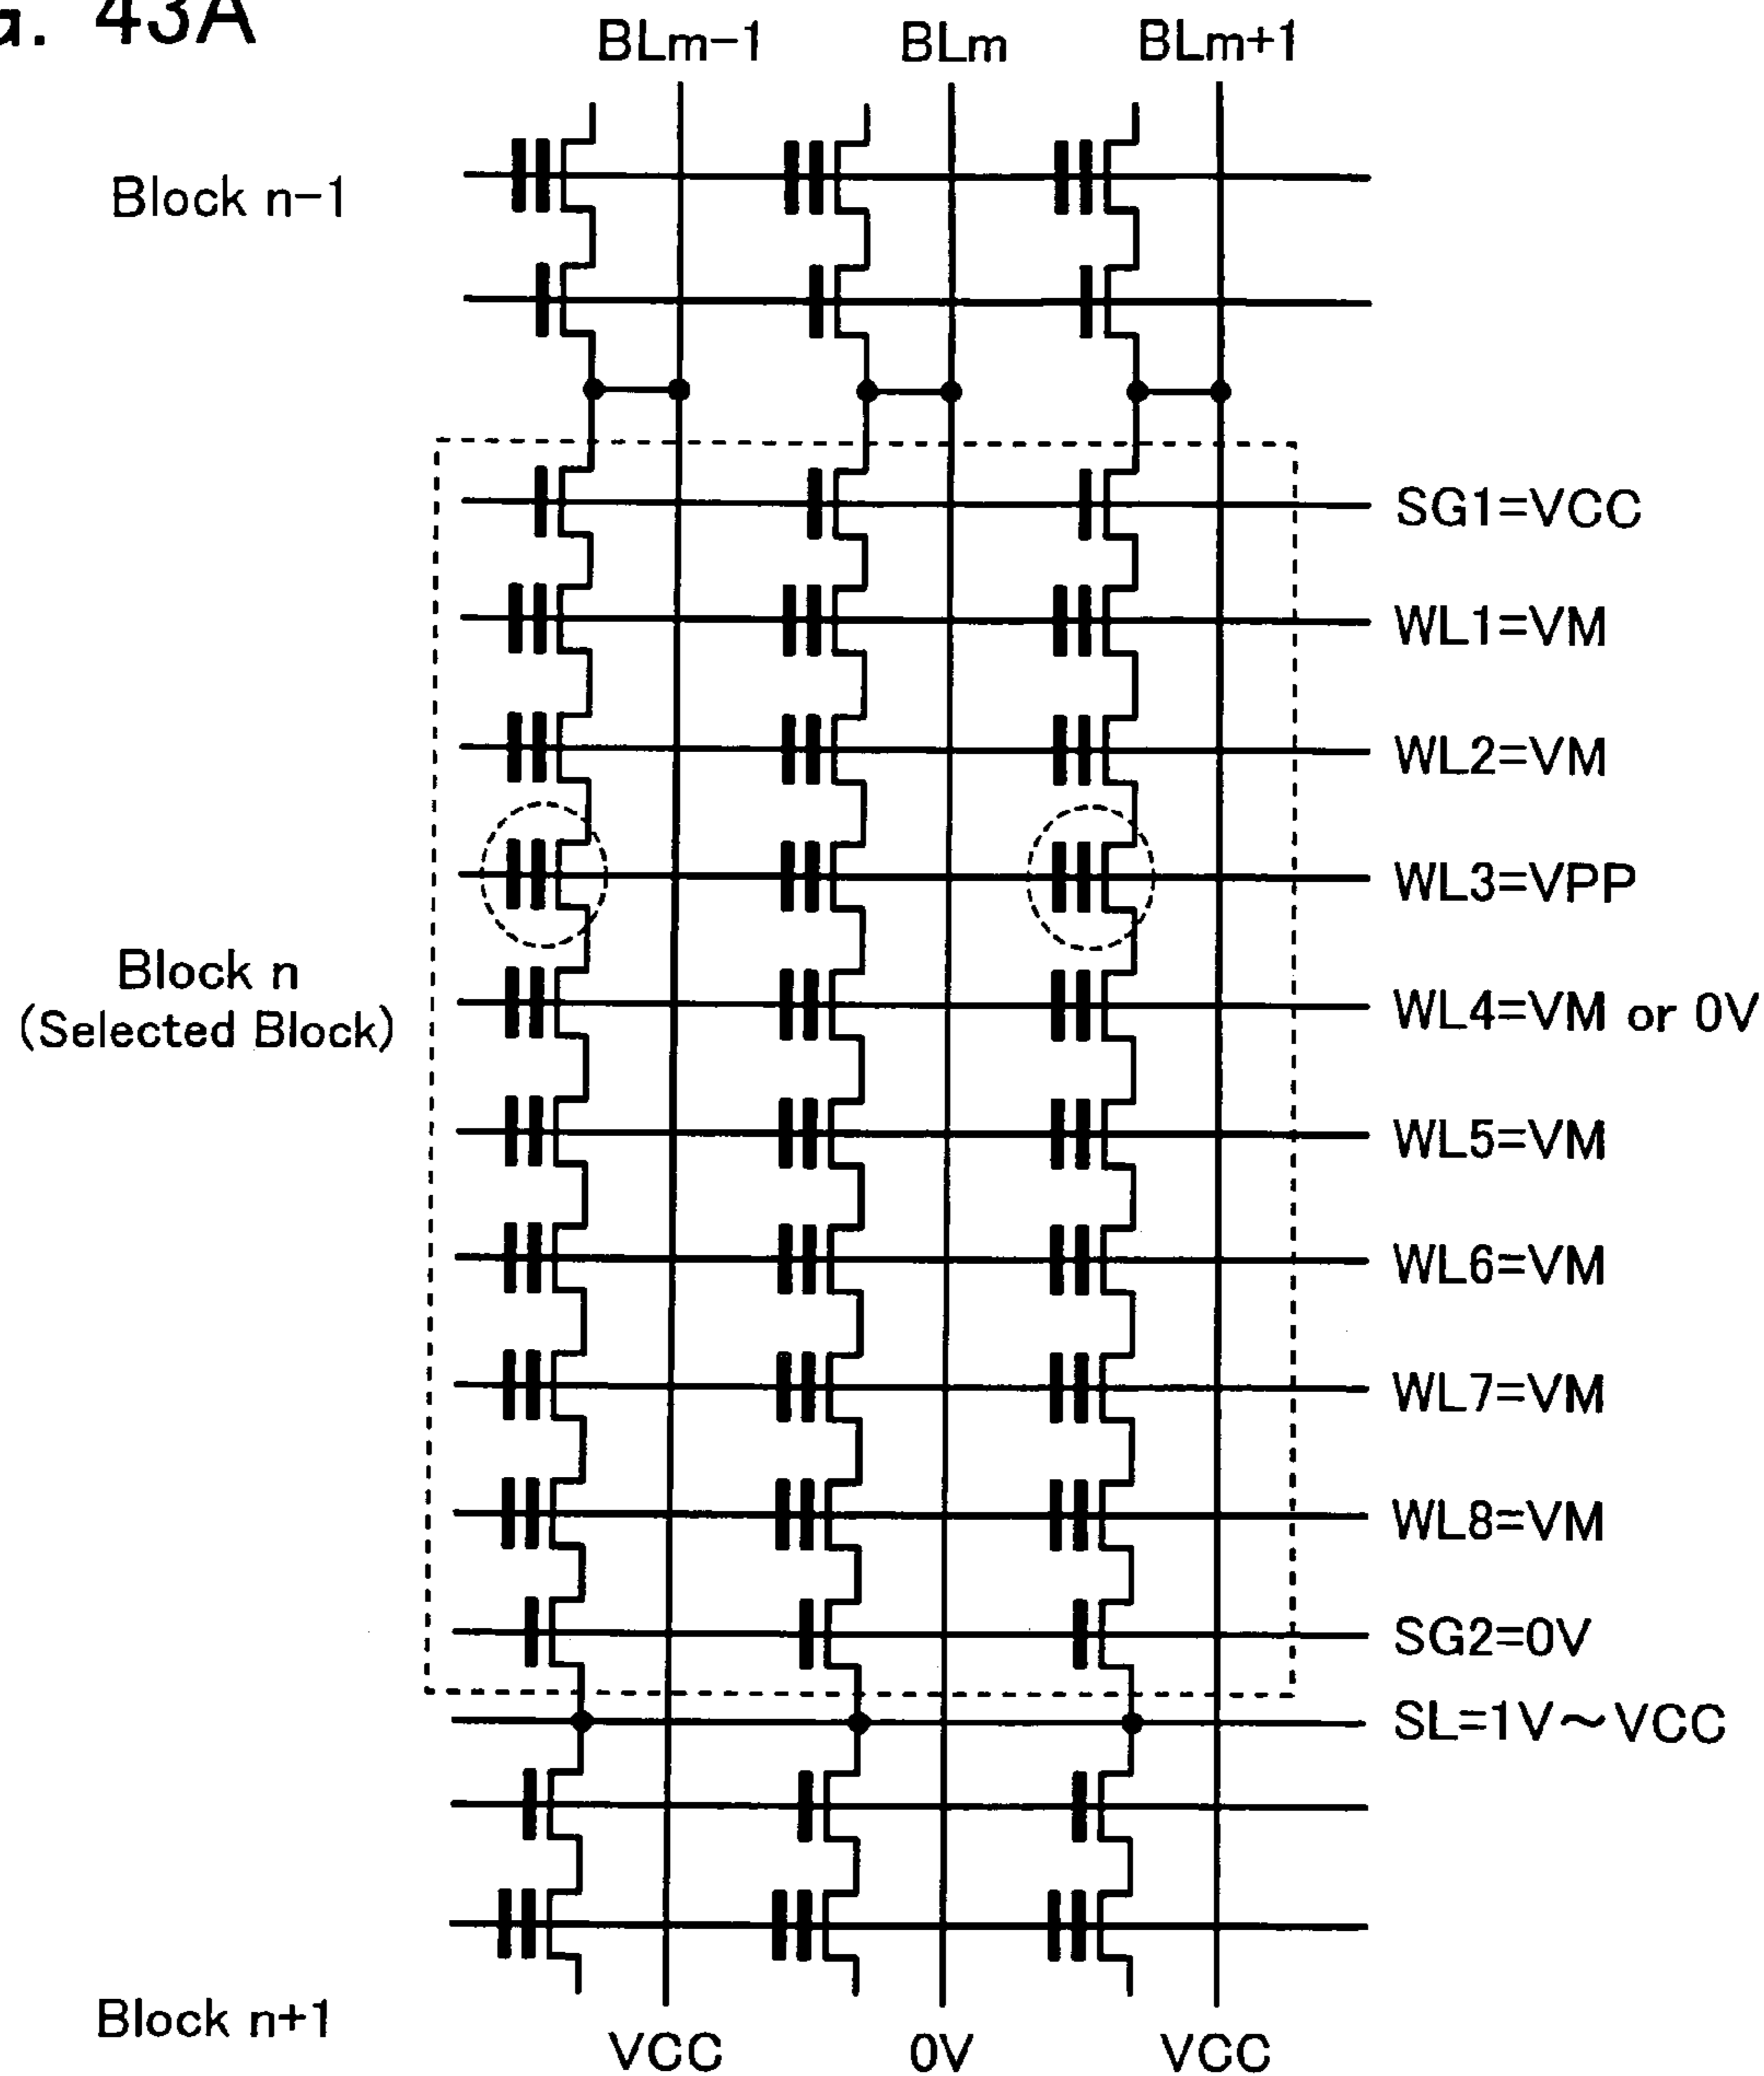 43A
BLm-1 BLm BLm+1
Block n-1
SG1=VCC
WL1=VM
WL2=VM
WL3=VPP
Block n
(Selected Block)
WL4=VM or 0V
WL5=VM
WL6=VM
WL7=VM
WL8=VM
SG2=0V
SL=1V~VCC
Block n+1
VCC 0V VCC